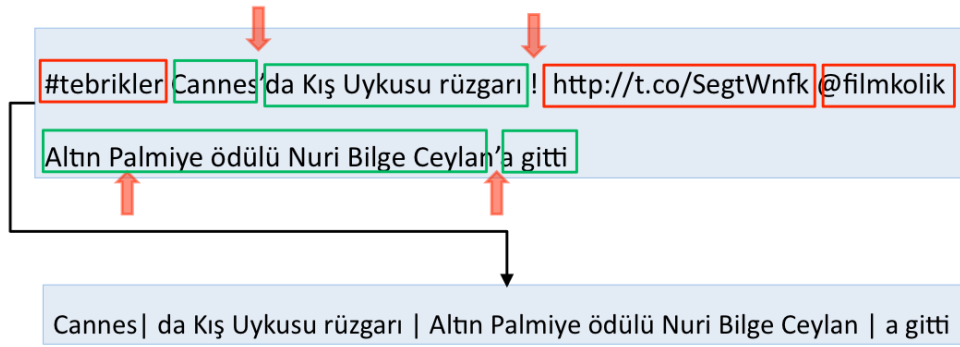 #tebrikler Cannes'da Kış Uykusu rüzgarı ! http://t.co/SegtWnfk @filmkolik
Altın Palmiye ödülü Nuri Bilge Ceylan'a gitti
Cannes| da Kış Uykusu rüzgarı | Altın Palmiye ödülü Nuri Bilge Ceylan | a gitti